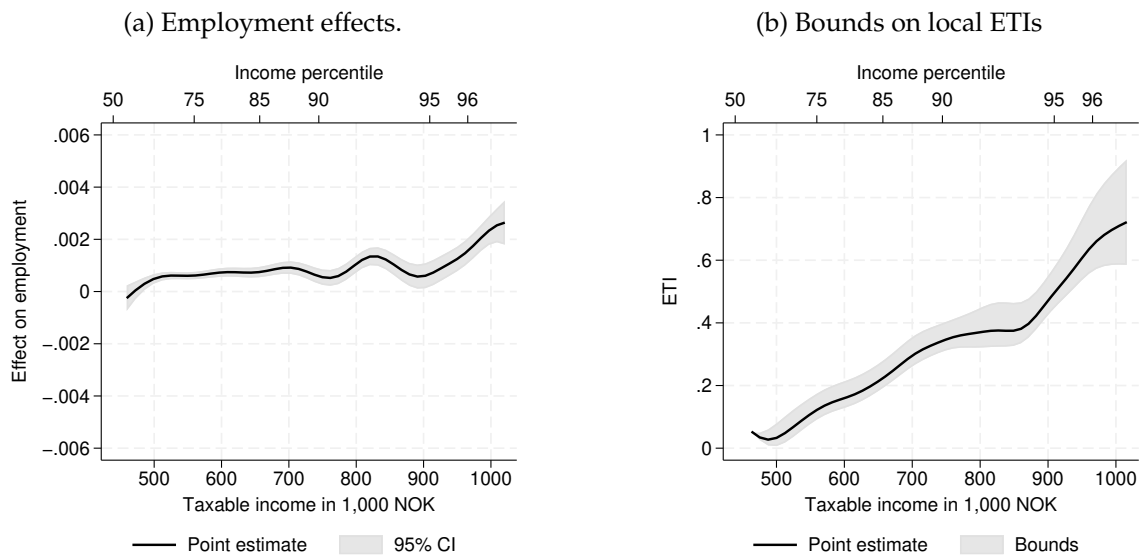 (a) Employment effects.
Income percentile
50 75 85 90 95 96
.006
.004
.002
0
−.002
−.004
−.006
Effect on employment
500 600 700 800 900 1000
Taxable income in 1,000 NOK
Point estimate 95% CI
(b) Bounds on local ETIs
Income percentile
50 75 85 90 95 96
1
.8
.6
.4
.2
0
ETI
500 600 700 800 900 1000
Taxable income in 1,000 NOK
Point estimate Bounds